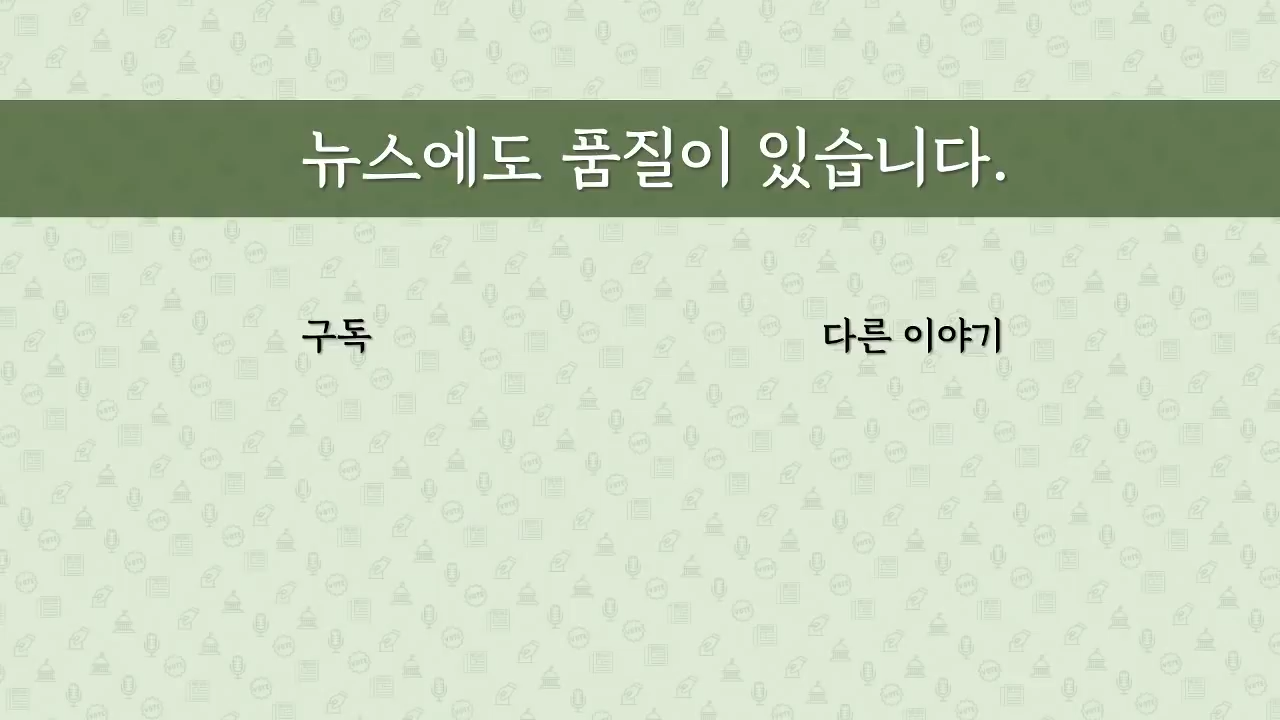 뉴스에도 품질이 있습니다.
구독
다른 이야기